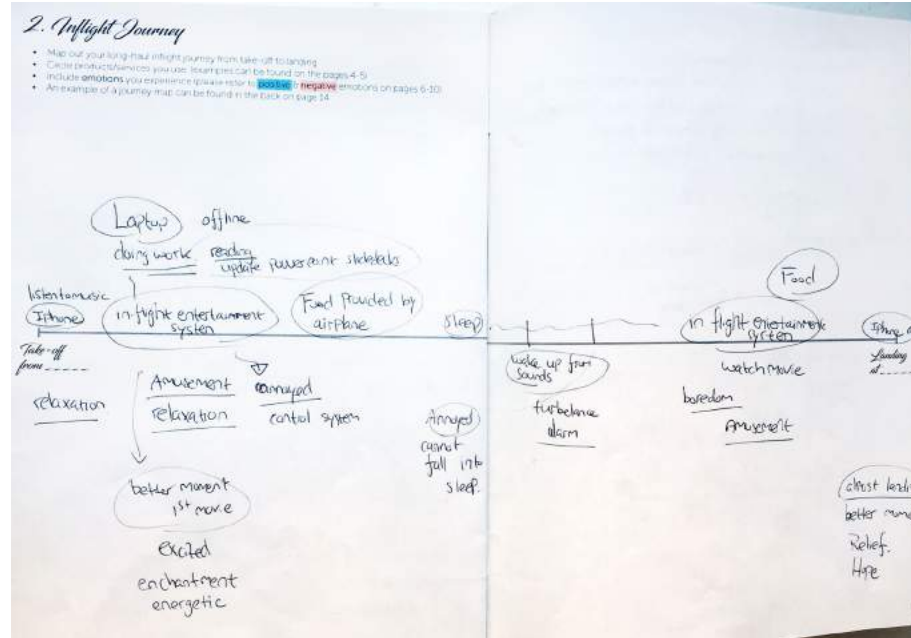 2. Inflight Journey
• Map out your long-haul inflight journey from take-off to landing
• Circle products/services you use. (examples can be found on the pages 4-5)
• Include emotions you experience (please refer to positive & negative emotions on pages 6-10)
• An example of a journey map can be found in the back on page 14
Laptup offline
doing work reading
update powerpoint slidedecks
listen to music
Iphone
in-flight entertainment
system
Food Provided by
airplane
Sleep
Food
in flight entertainment
system
Iphone
Take-off
from _ _ _ _ _
relaxation
Amusement
relaxation
annoyed
control system
better moment
1st movie
excited
enchantment
energetic
Annoyed
cannot
fall into
sleep.
wake up from
sounds
turbulance
alarm
watch movie
boredom
Amusement
Landing
at _ _ _ _ _
better
Relief.
Hope